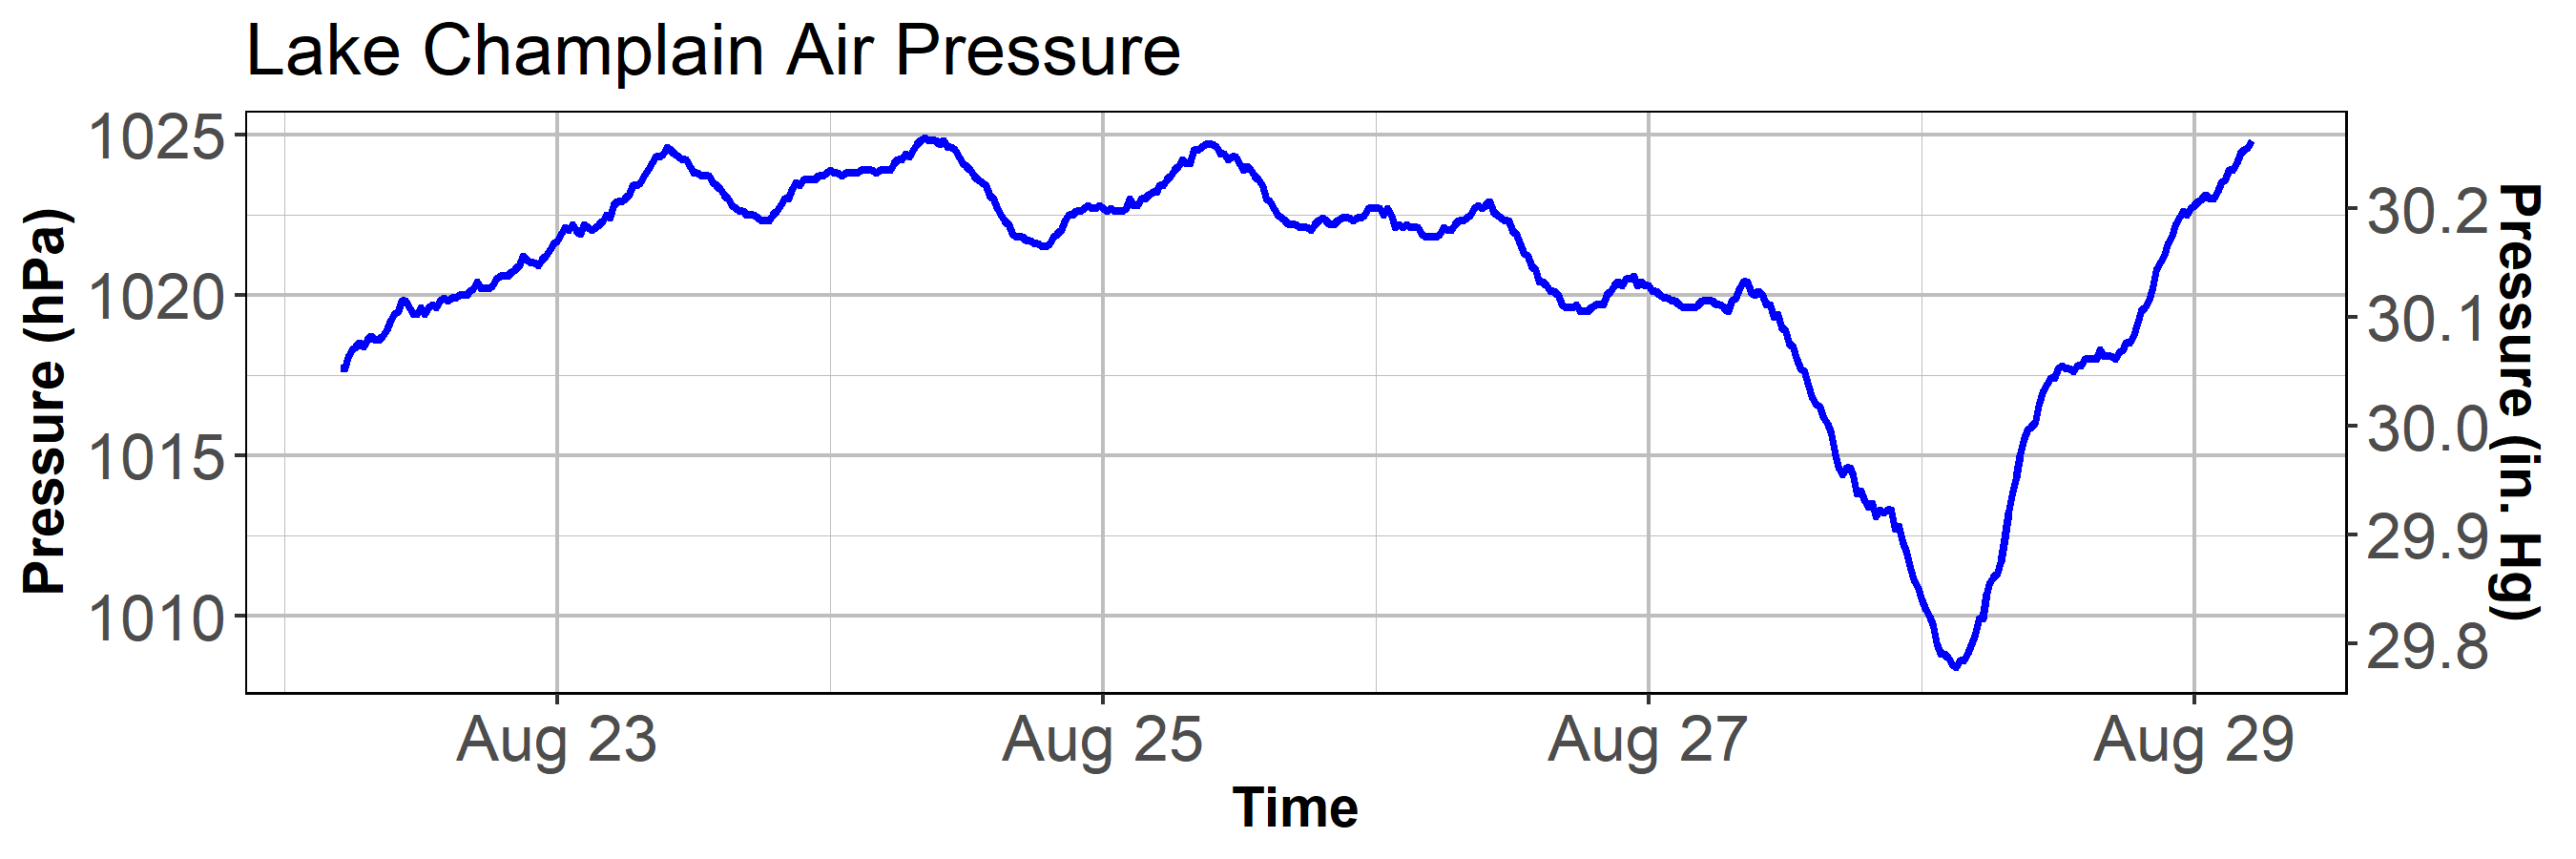 Lake Champlain Air Pressure
Pressure (hPa)
1025
1020
1015
1010
30.2
30.1
30.0
29.9
29.8
Pressure (in. Hg)
Aug 23
Aug 25
Aug 27
Aug 29
Time